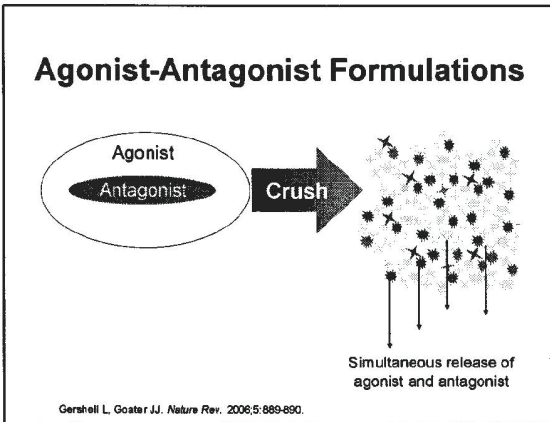 Agonist-Antagonist Formulations
Agonist
Antagonist
Crush
Simultaneous release of
agonist and antagonist
Gershell L, Goater JJ. Nature Rev. 2006;5:889-890.